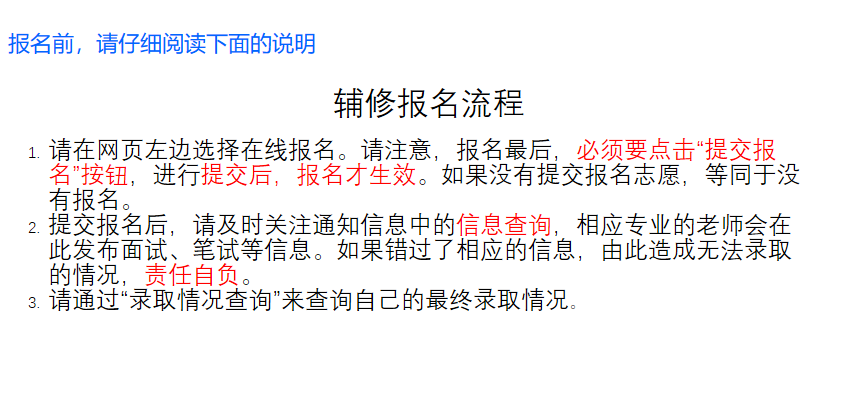 报名前，请仔细阅读下面的说明
辅修报名流程
1. 请在网页左边选择在线报名。请注意，报名最后，必须要点击“提交报
名”按钮，进行提交后，报名才生效。如果没有提交报名志愿，等同于没
有报名。
2. 提交报名后，请及时关注通知信息中的信息查询，相应专业的老师会在
此发布面试、笔试等信息。如果错过了相应的信息，由此造成无法录取
的情况，责任自负。
3. 请通过“录取情况查询”来查询自己的最终录取情况。